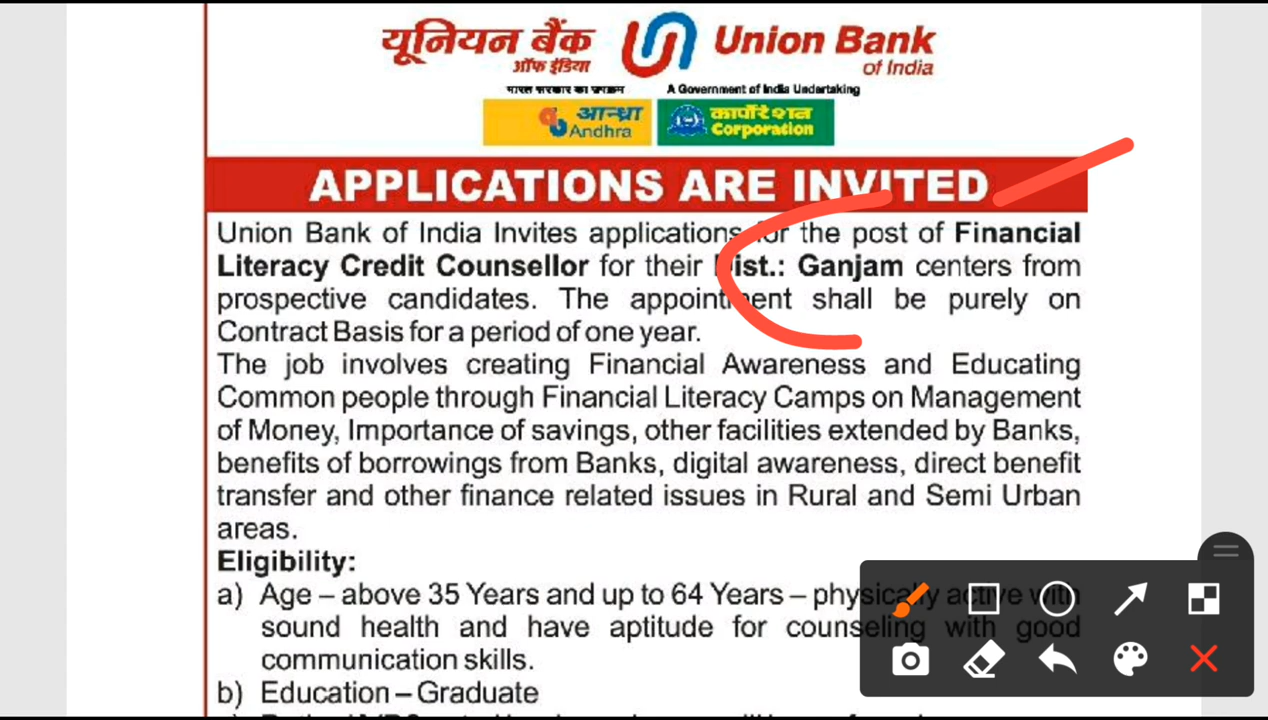 यूनियन बैंक
ऑफ इंडिया
भारत सरकार का उपक्रम
Union Bank
of India
A Government of India Undertaking
आन्ध्रा
Andhra
कार्पोरेशन
Corporation
APPLICATIONS ARE INVITED
Union Bank of India Invites applications for the post of Financial
Literacy Credit Counsellor for their Dist.: Ganjam centers from
prospective candidates. The appointment shall be purely on
Contract Basis for a period of one year.
The job involves creating Financial Awareness and Educating
Common people through Financial Literacy Camps on Management
of Money, Importance of savings, other facilities extended by Banks,
benefits of borrowings from Banks, digital awareness, direct benefit
transfer and other finance related issues in Rural and Semi Urban
areas.
Eligibility:
a) Age – above 35 Years and up to 64 Years – physically active with
sound health and have aptitude for counseling with good
communication skills.
b) Education – Graduate